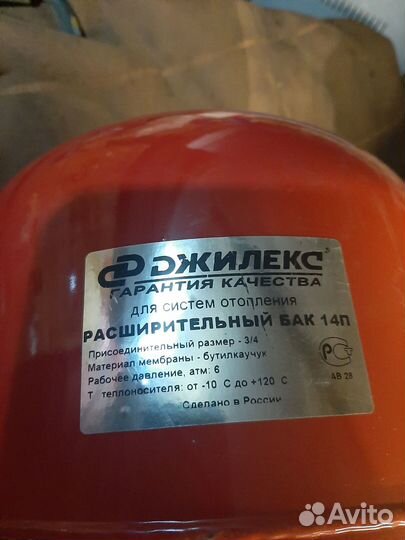 ДЖИЛЕКС
ГАРАНТИЯ КАЧЕСТВА
для систем отопления
РАСШИРИТЕЛЬНЫЙ БАК 14П
Присоединительный размер - 3/4
Материал мембраны - бутилкаучук
Рабочее давление, атм: 6
Т теплоносителя: от -10 С до +120 С
Сделано в России
АВ 28
Avito